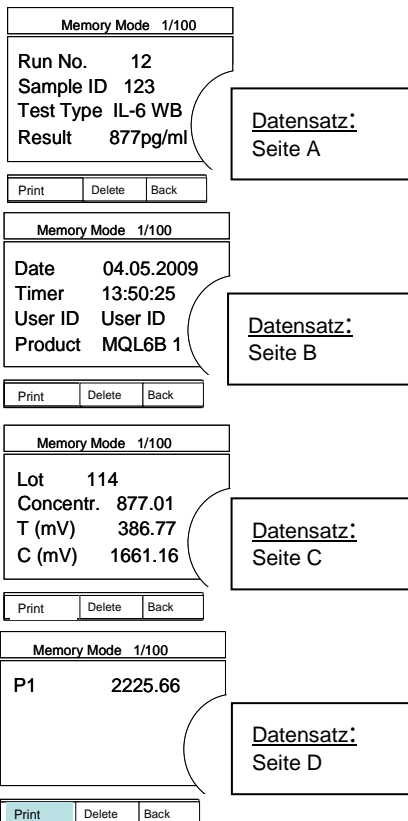 Memory Mode 1/100
Run No. 12
Sample ID 123
Test Type IL-6 WB
Result 877pg/ml
Print Delete Back
Datensatz:
Seite A
Memory Mode 1/100
Date 04.05.2009
Timer 13:50:25
User ID User ID
Product MQL6B 1
Print Delete Back
Datensatz:
Seite B
Memory Mode 1/100
Lot 114
Concentr. 877.01
T (mV) 386.77
C (mV) 1661.16
Print Delete Back
Datensatz:
Seite C
Memory Mode 1/100
P1 2225.66
Print Delete Back
Datensatz:
Seite D